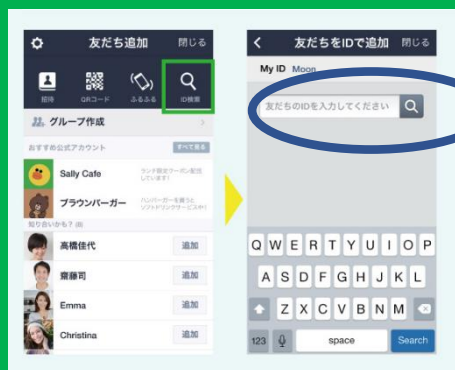 友だち追加
閉じる
招待
QRコード
ふるふる
ID検索
グループ作成
おすすめ公式アカウント
すべて見る
Sally Cafe
ランチ限定クーポン配信
しています!
ブラウンバーガー
ハンバーガーを買うと
ソフトドリンクサービス中!
知り合いかも?
高橋佳代
追加
齋藤司
追加
Emma
追加
Christina
追加
友だちをIDで追加
閉じる
My ID Moon
友だちのIDを入力してください
Q W E R T Y U I O P
A S D F G H J K L
Z X C V B N M
123
space
Search